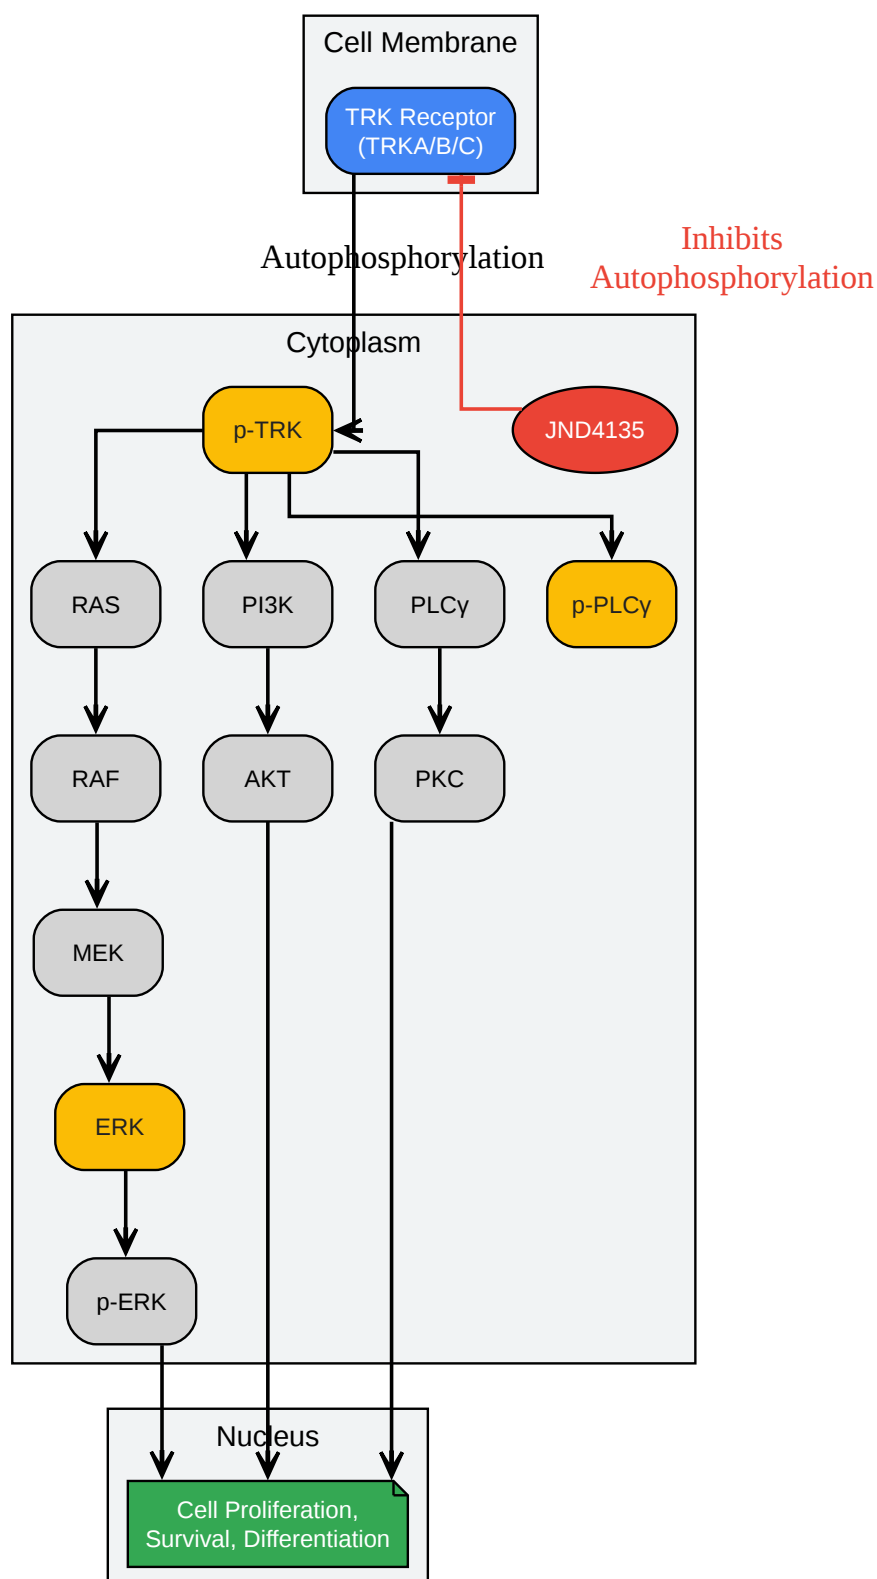 Cell Membrane
TRK Receptor
(TRKA/B/C)
Autophosphorylation
Inhibits
Autophosphorylation
Cytoplasm
p-TRK
JND4135
RAS
PI3K
PLCγ
p-PLCγ
RAF
AKT
PKC
MEK
ERK
p-ERK
Nucleus
Cell Proliferation,
Survival, Differentiation